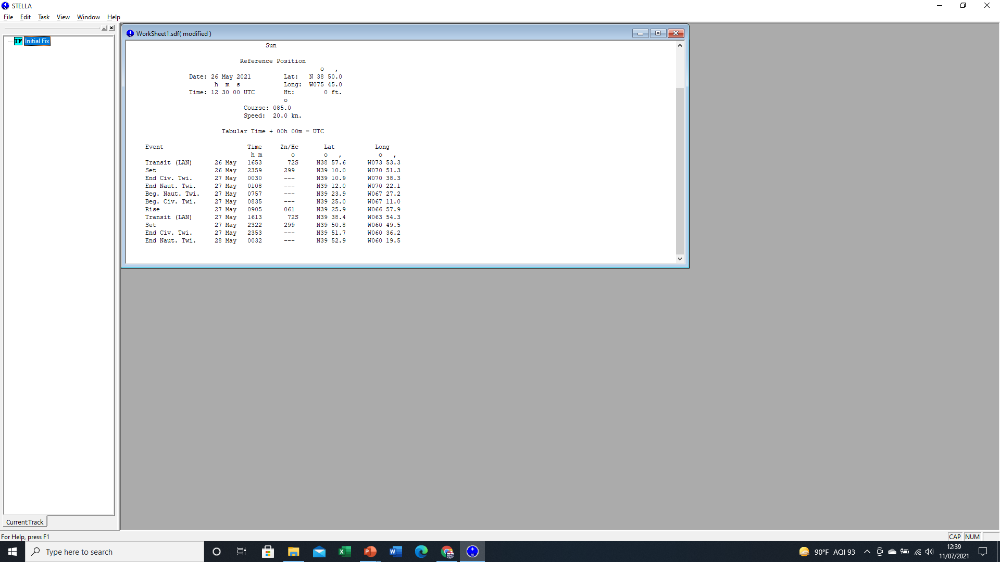 STELLA
File Edit Task View Window Help
IF Initial Fix
WorkSheet1.sdf( modified )
Sun
Reference Position
o ,
Date: 26 May 2021 Lat: N 38 50.0
h m s Long: W075 45.0
Time: 12 30 00 UTC Ht: 0 ft.
o
Course: 085.0
Speed: 20.0 kn.
Tabular Time + 00h 00m = UTC
Event Time Zn/Hc Lat Long
h m o o , o ,
Transit (LAN) 26 May 1653 72S N38 57.6 W073 53.3
Set 26 May 2359 299 N39 10.0 W070 51.3
End Civ. Twi. 27 May 0030 --- N39 10.9 W070 38.3
End Naut. Twi. 27 May 0108 --- N39 12.0 W070 22.1
Beg. Naut. Twi. 27 May 0757 --- N39 23.9 W067 27.2
Beg. Civ. Twi. 27 May 0835 --- N39 25.0 W067 11.0
Rise 27 May 0905 061 N39 25.9 W066 57.9
Transit (LAN) 27 May 1613 72S N39 38.4 W063 54.3
Set 27 May 2322 299 N39 50.8 W060 49.5
End Civ. Twi. 27 May 2353 --- N39 51.7 W060 36.2
End Naut. Twi. 28 May 0032 --- N39 52.9 W060 19.5
CurrentTrack
For Help, press F1
CAP NUM
Type here to search
90°F AQI 93
12:39
11/07/2021